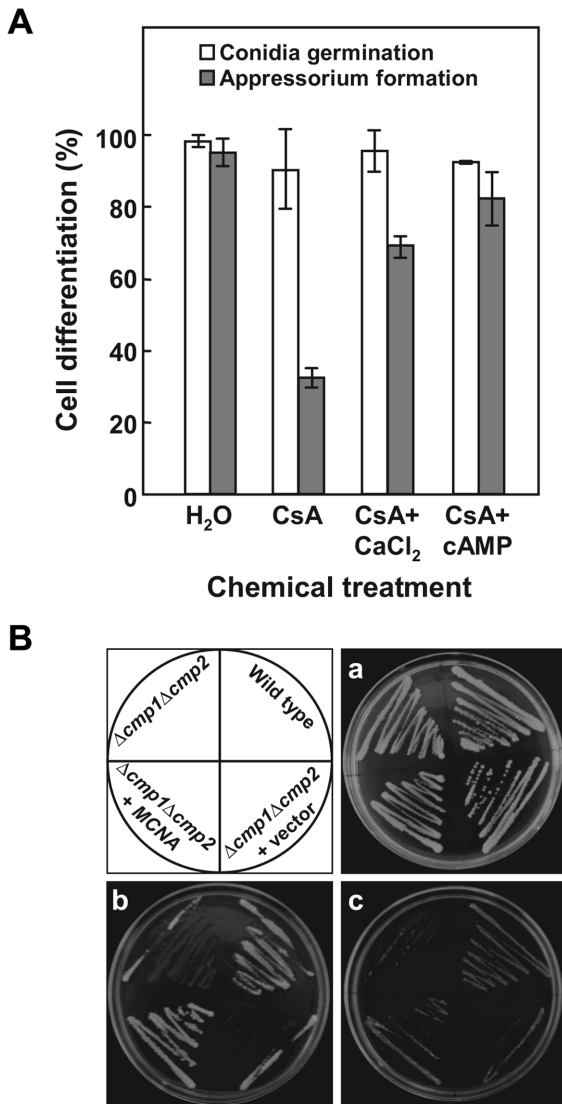 A
Conidia germination
Appressorium formation
Cell differentiation (%)
100
80
60
40
20
0
H₂O
CsA
CsA+
CaCl₂
CsA+
cAMP
Chemical treatment
B
Δcmp1Δcmp2
Wild type
Δcmp1Δcmp2
+ MCNA
Δcmp1Δcmp2
+ vector
a
b
c